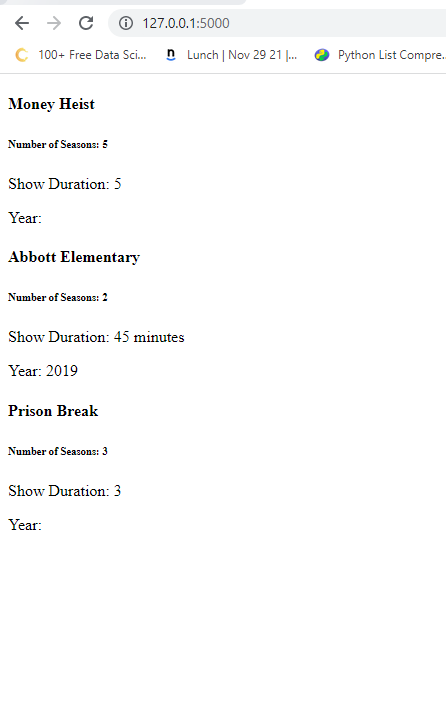 127.0.0.1:5000
100+ Free Data Sci... n Lunch | Nov 29 21 |... Python List Compre..
Money Heist
Number of Seasons: 5
Show Duration: 5
Year:
Abbott Elementary
Number of Seasons: 2
Show Duration: 45 minutes
Year: 2019
Prison Break
Number of Seasons: 3
Show Duration: 3
Year: